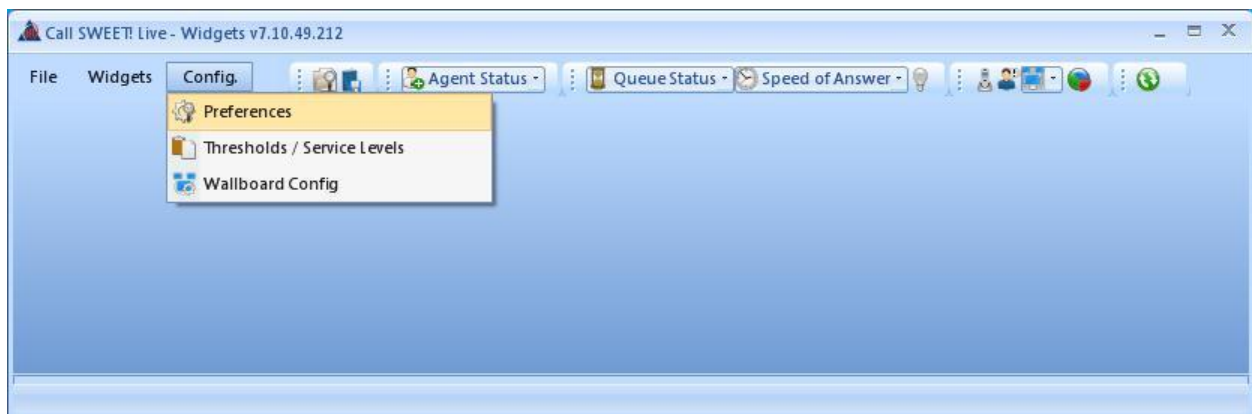 Call SWEET! Live - Widgets v7.10.49.212
File Widgets Config. Agent Status Queue Status Speed of Answer
Preferences
Thresholds / Service Levels
Wallboard Config